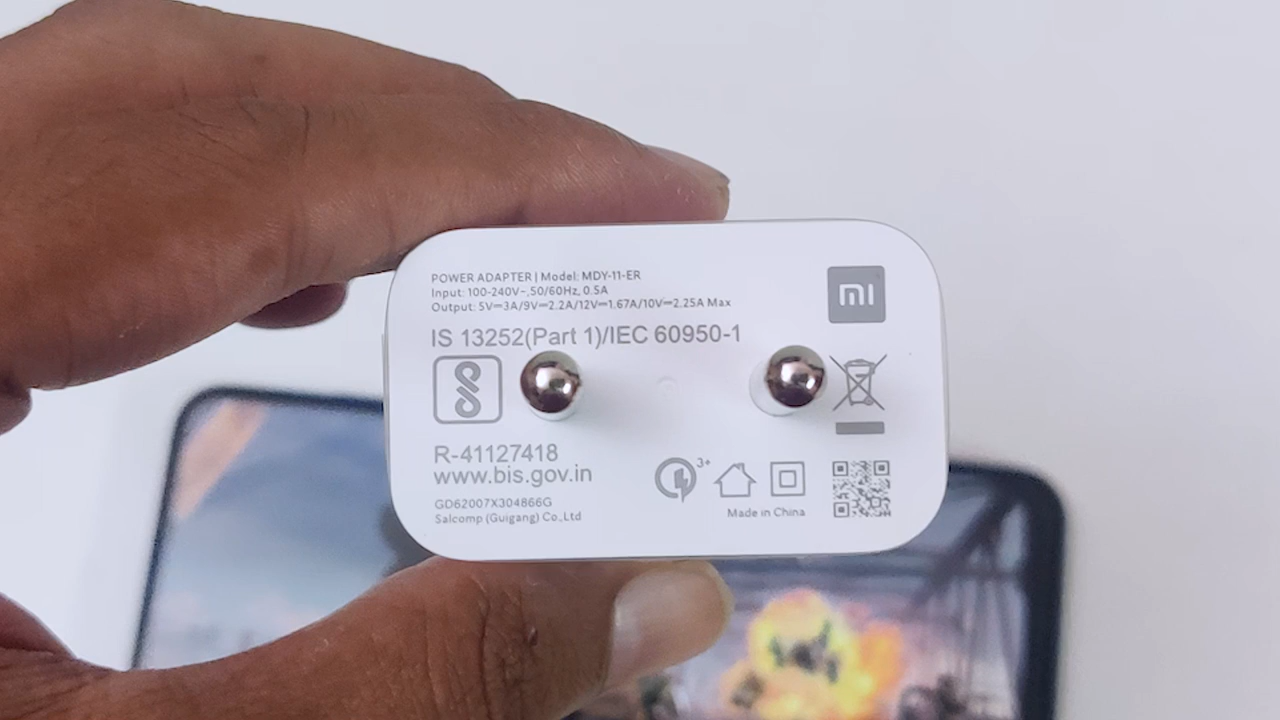 POWER ADAPTER | Model: MDY-11-ER
Input: 100-240V~,50/60Hz, 0.5A
Output: 5V⎓3A/9V⎓2.2A/12V⎓1.67A/10V⎓2.25A Max
mi
IS 13252(Part 1)/IEC 60950-1
R-41127418
www.bis.gov.in
3+
GD62007X304866G
Salcomp (Guigang) Co.,Ltd
Made in China